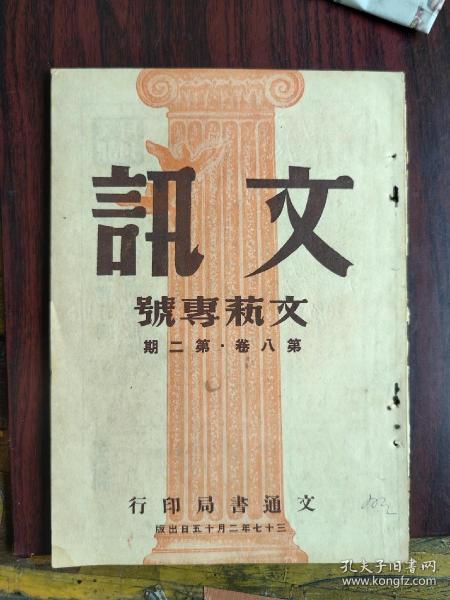 文訊
文藝專號
第八卷·第二期
文通書局印行
三十七年二月十五日出版
孔夫子旧书网
www.kongfz.com